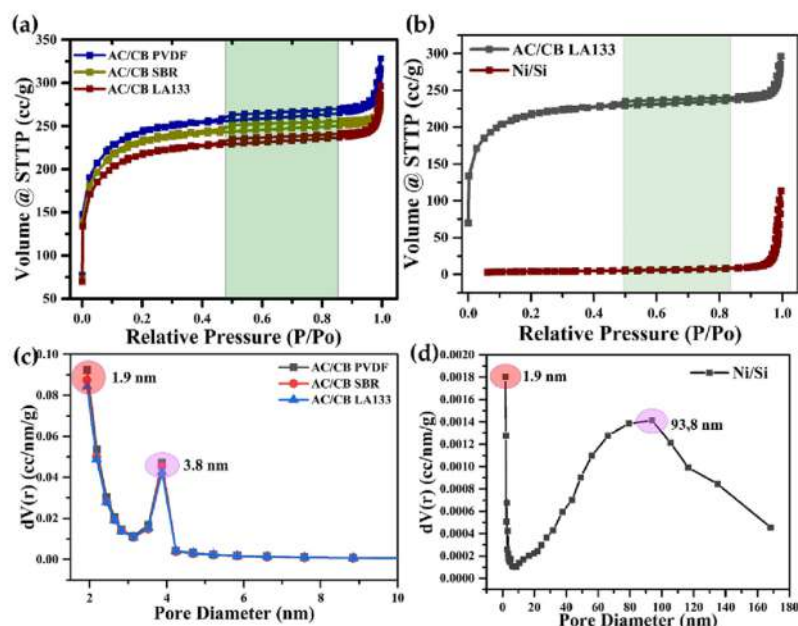 (a)
AC/CB PVDF
AC/CB SBR
AC/CB LA133
350
300
250
200
150
100
50
Volume @ STTP (cc/g)
0.0 0.2 0.4 0.6 0.8 1.0
Relative Pressure (P/Po)
(b)
AC/CB LA133
Ni/Si
300
200
100
0
Volume @ STTP (cc/g)
0.0 0.2 0.4 0.6 0.8 1.0
Relative Pressure (P/Po)
(c)
AC/CB PVDF
AC/CB SBR
AC/CB LA133
1.9 nm
3.8 nm
0.10
0.08
0.06
0.04
0.02
0.00
dV(r) (cc/nm/g)
2 4 6 8 10
Pore Diameter (nm)
(d)
Ni/Si
1.9 nm
93,8 nm
0.0020
0.0018
0.0016
0.0014
0.0012
0.0010
0.0008
0.0006
0.0004
0.0002
0.0000
dV(r) (cc/nm/g)
0 20 40 60 80 100 120 140 160 180
Pore Diameter (nm)